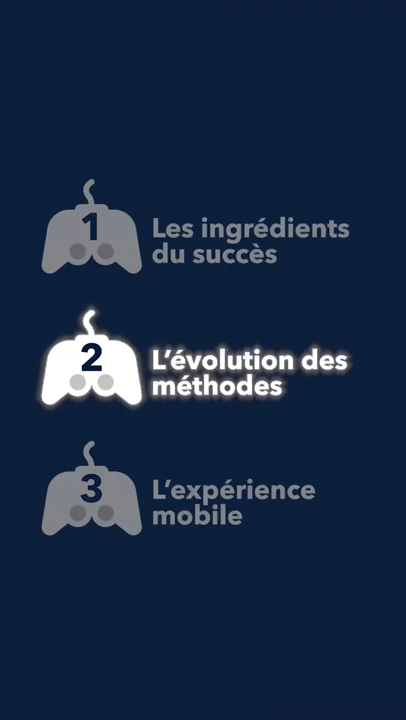 1
Les ingrédients
du succès
2
L'évolution des
méthodes
3
L'expérience
mobile